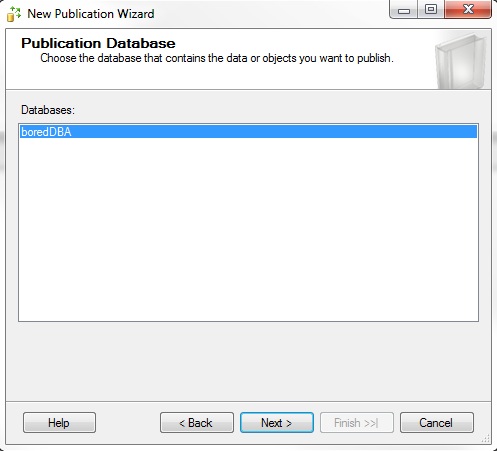 New Publication Wizard
Publication Database
Choose the database that contains the data or objects you want to publish.
Databases:
boredDBA
Help
< Back
Next >
Finish >>|
Cancel